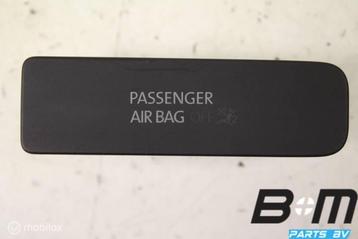 PASSENGER
AIR BAG OFF
B M
PARTS BV
© mobilox